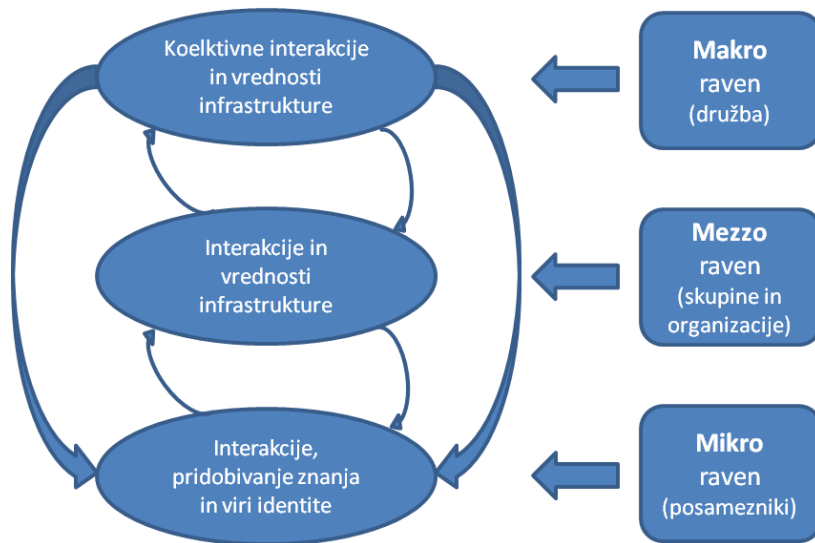 Koelktivne interakcije
in vrednosti
infrastrukture
Makro
raven
(družba)
Interakcije in
vrednosti
infrastrukture
Mezzo
raven
(skupine in
organizacije)
Interakcije,
pridobivanje znanja
in viri identite
Mikro
raven
(posamezniki)